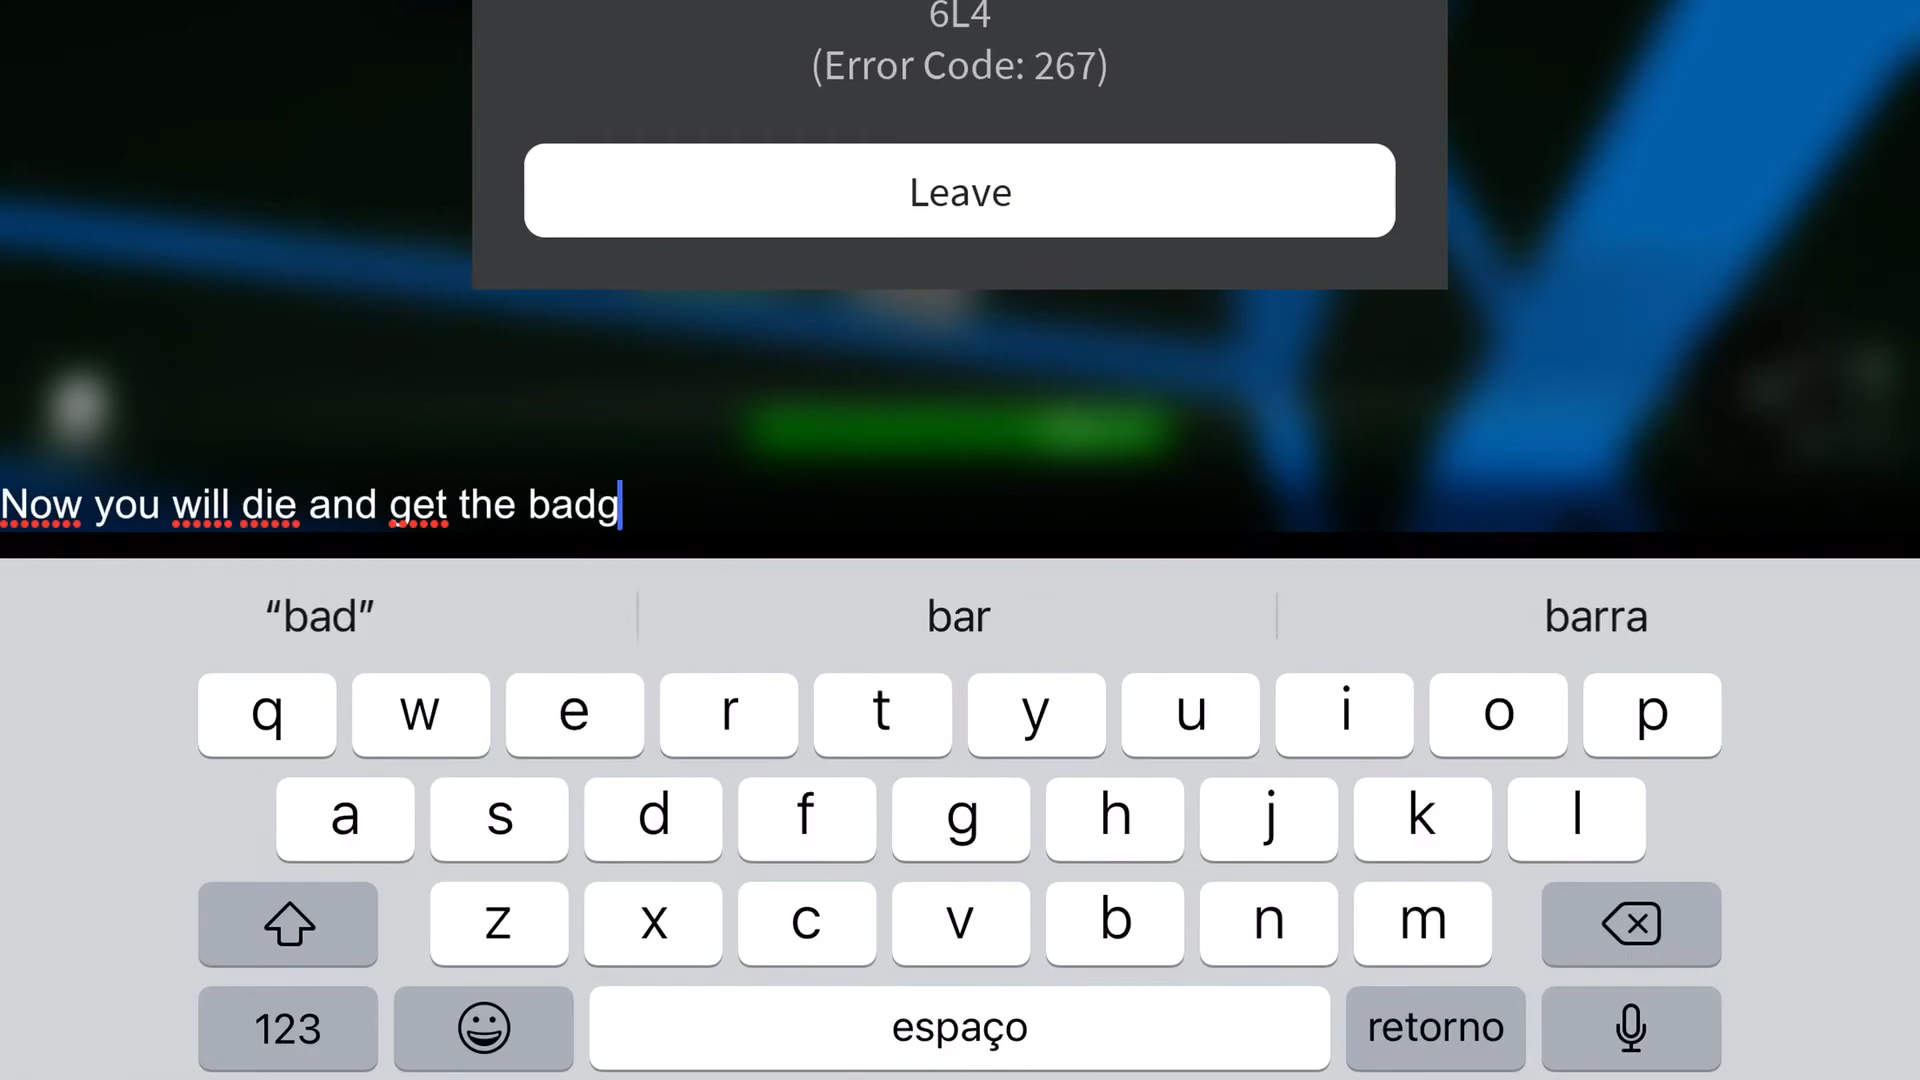 6L4
(Error Code: 267)
Leave
Now you will die and get the badg
“bad” bar barra
q w e r t y u i o p
a s d f g h j k l
z x c v b n m
123 espaço retorno